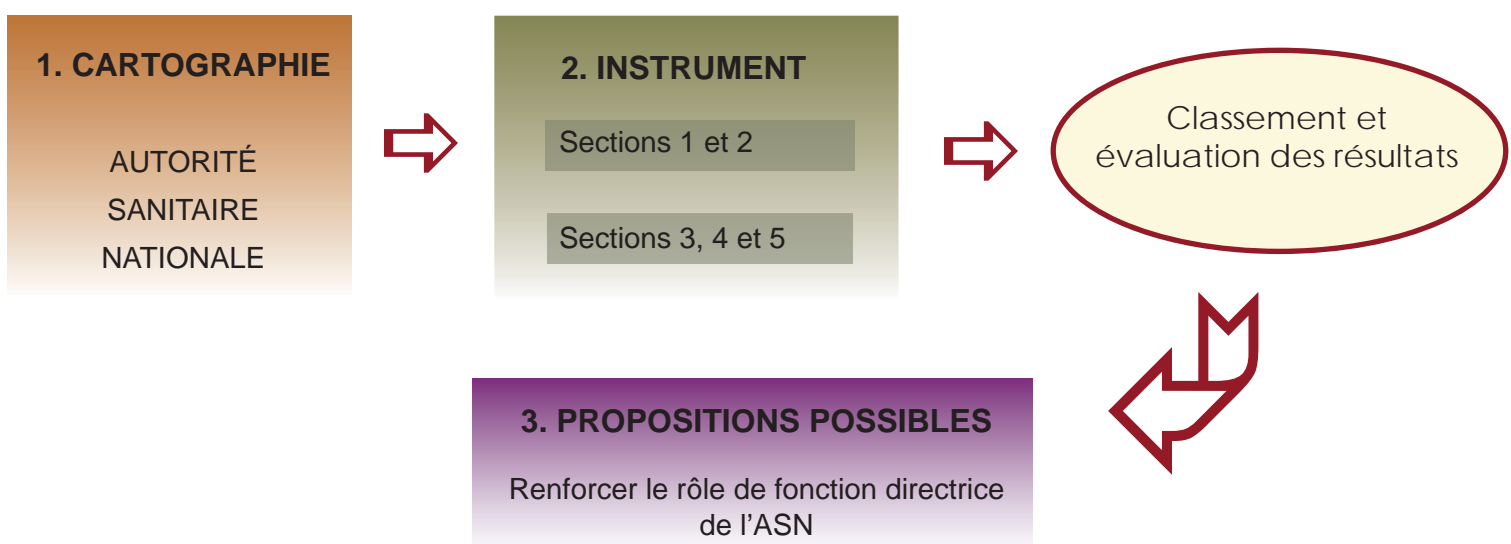 1. CARTOGRAPHIE
AUTORITÉ
SANITAIRE
NATIONALE
2. INSTRUMENT
Sections 1 et 2
Sections 3, 4 et 5
Classement et
évaluation des résultats
3. PROPOSITIONS POSSIBLES
Renforcer le rôle de fonction directrice
de l'ASN